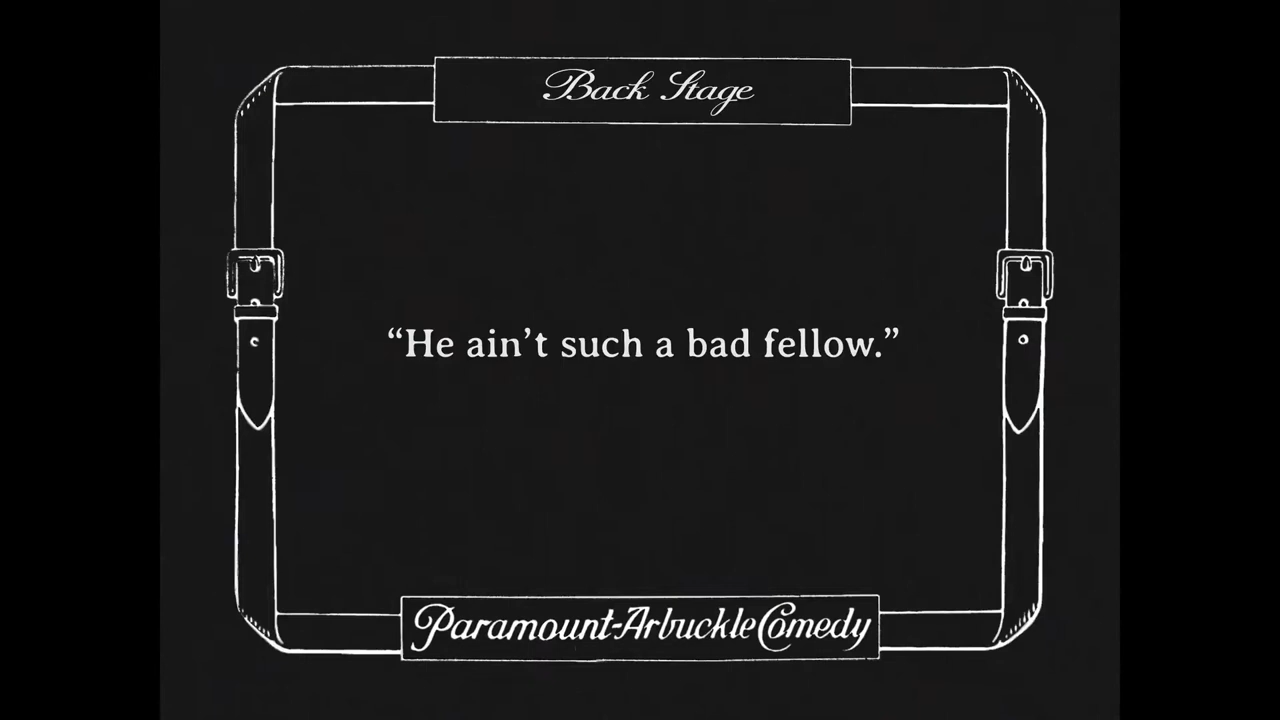 Back Stage
“He ain’t such a bad fellow.”
Paramount-Arbuckle Comedy